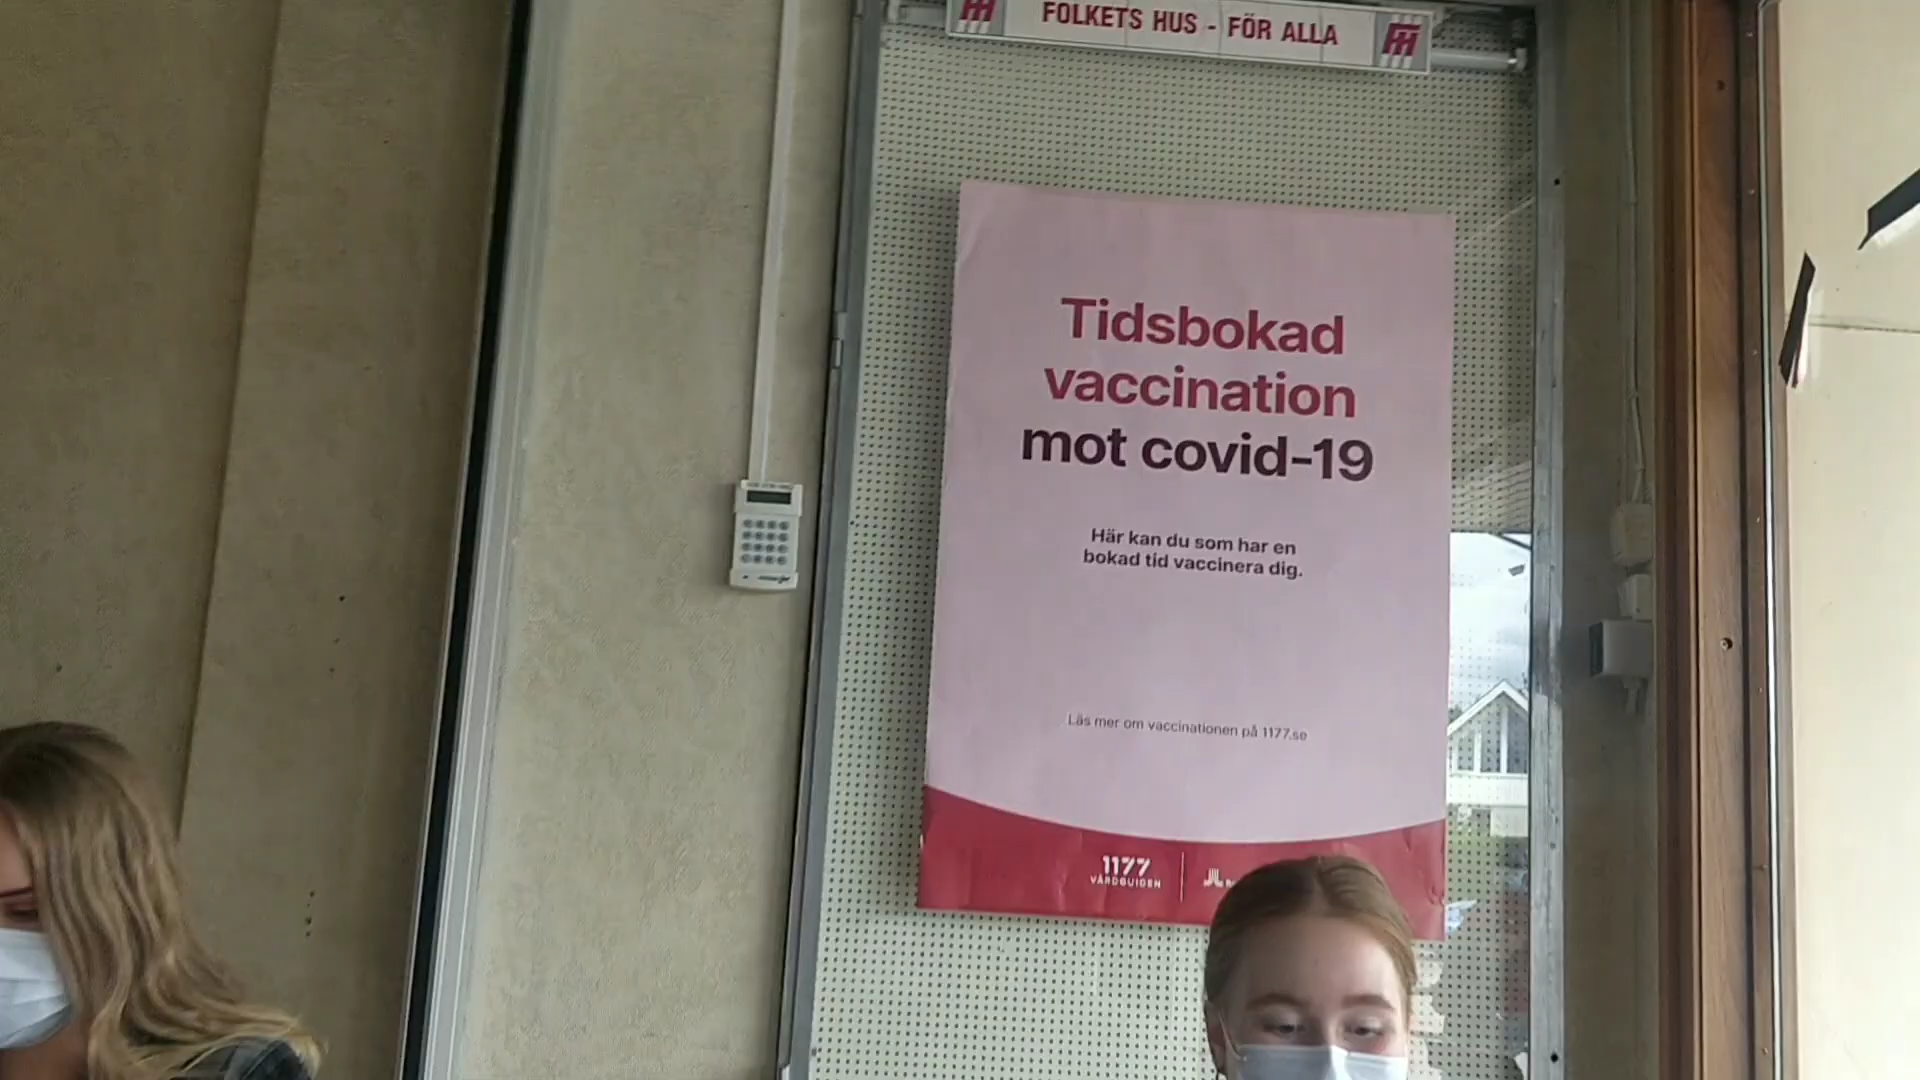 FOLKETS HUS - FÖR ALLA
Tidsbokad
vaccination
mot covid-19
Här kan du som har en
bokad tid vaccinera dig.
Läs mer om vaccinationen på 1177.se
1177
VÅRDGUIDEN